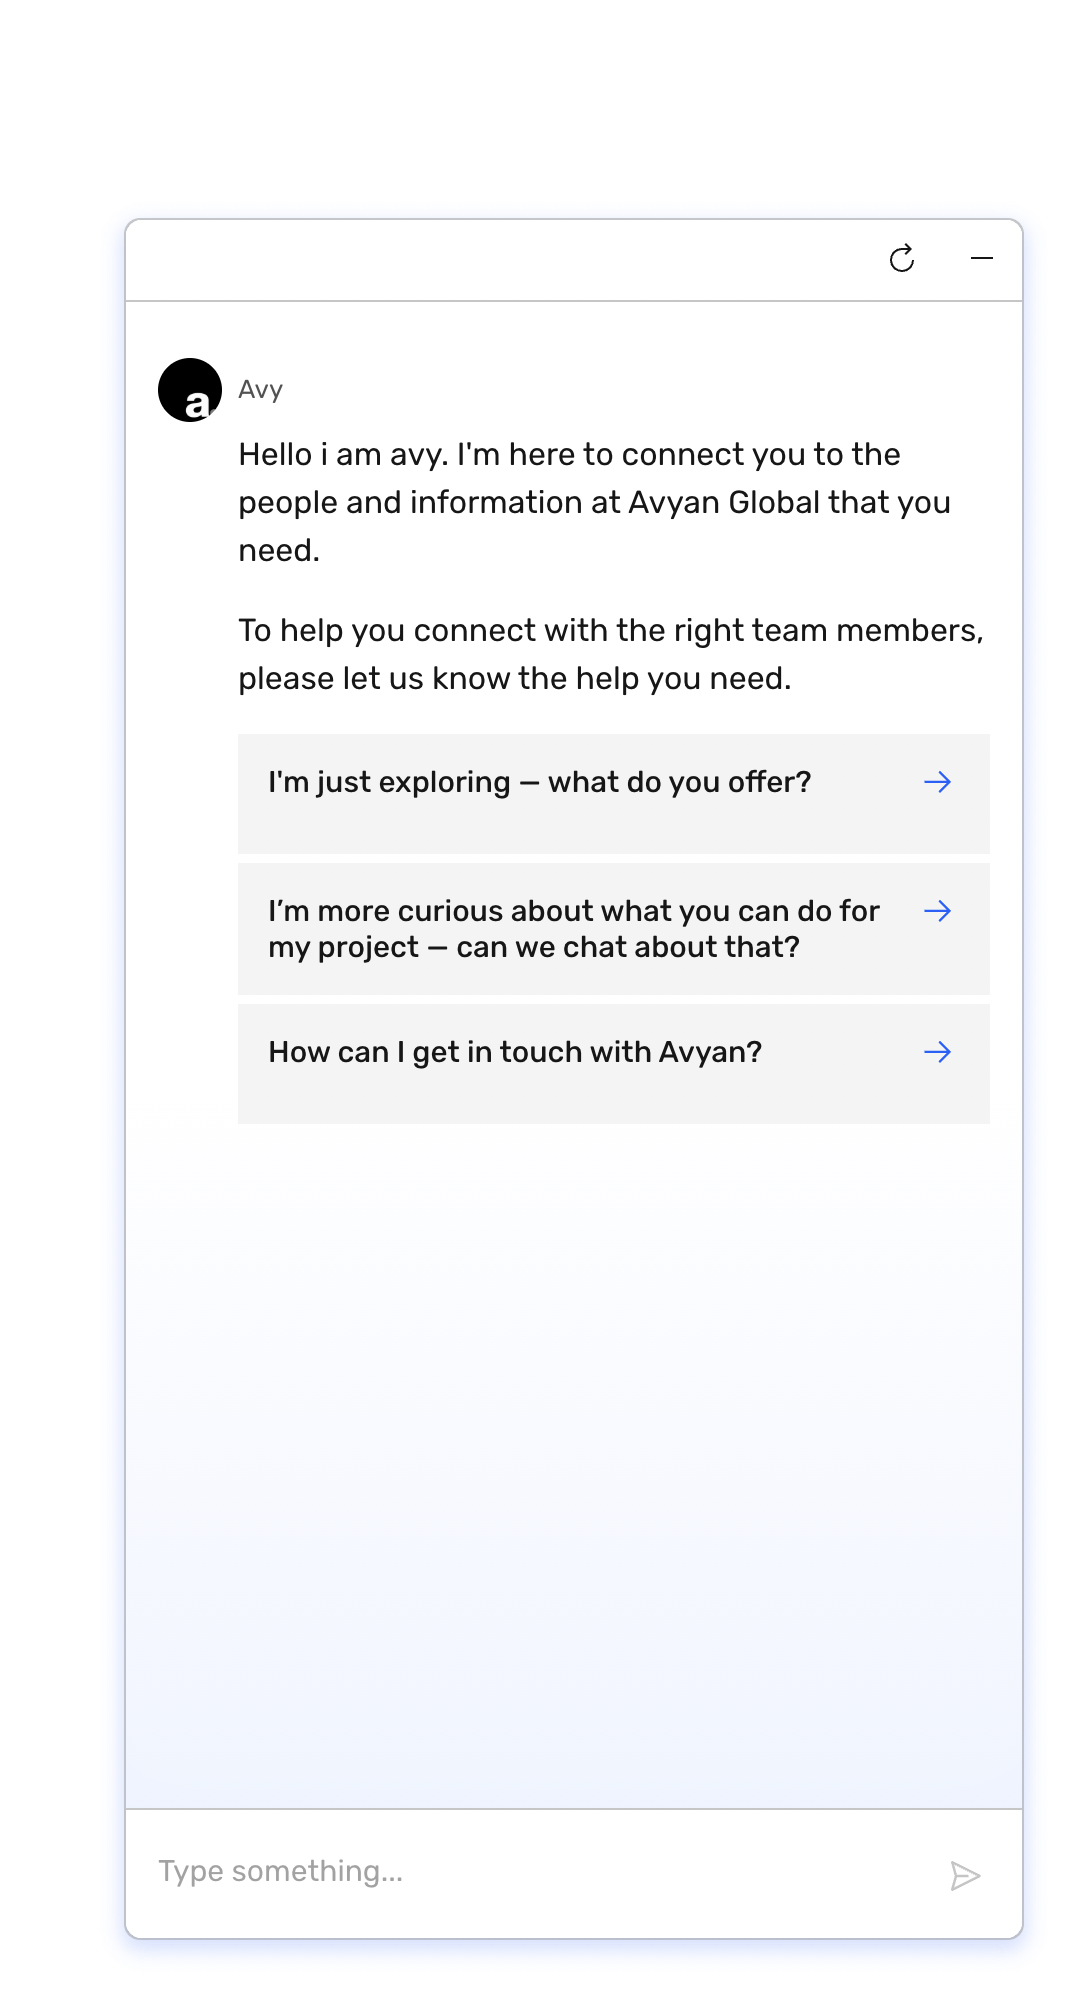 a
Avy
Hello i am avy. I'm here to connect you to the
people and information at Avyan Global that you
need.
To help you connect with the right team members,
please let us know the help you need.
I'm just exploring — what do you offer?
I’m more curious about what you can do for
my project — can we chat about that?
How can I get in touch with Avyan?
Type something...